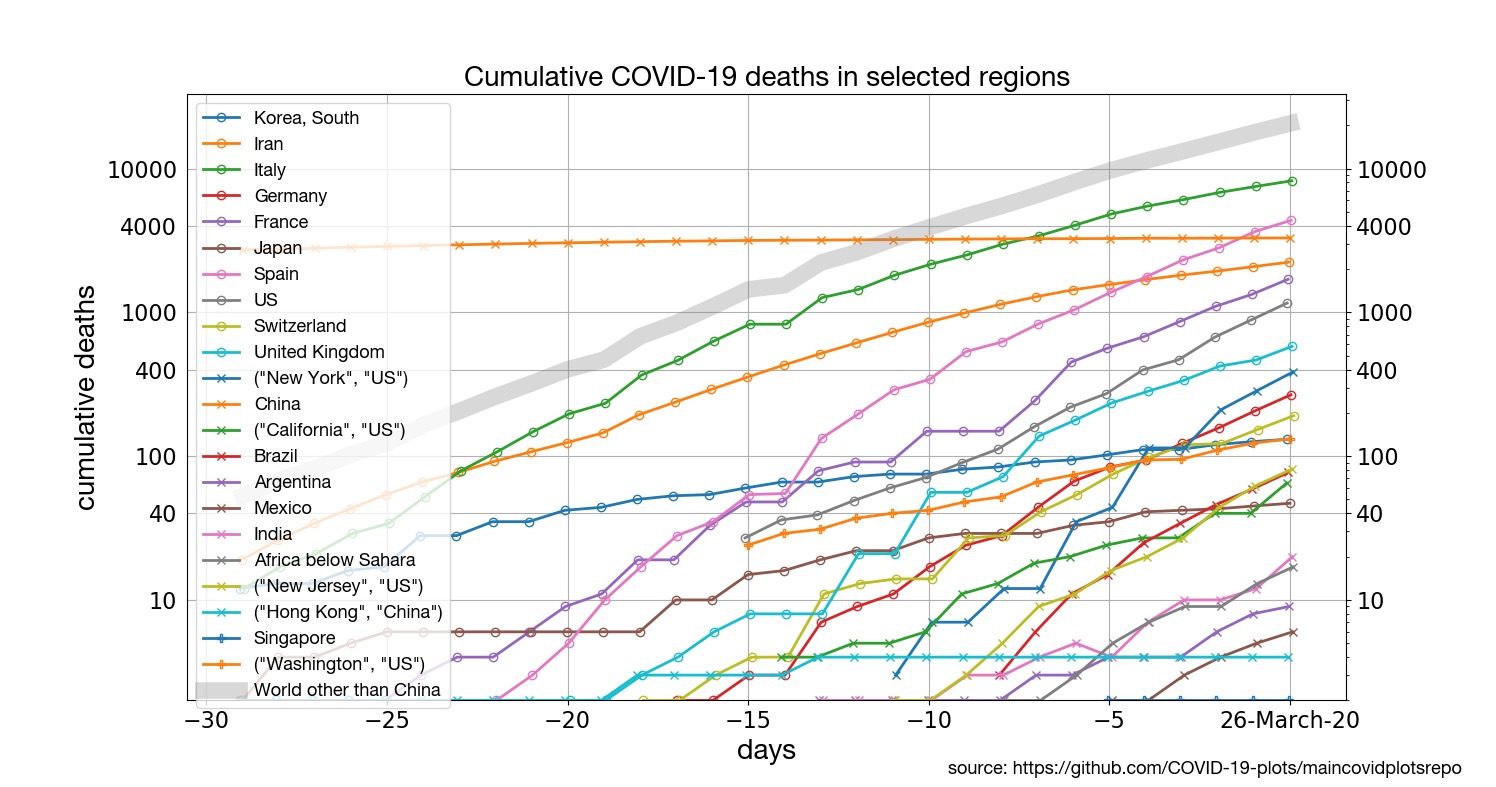 Cumulative COVID-19 deaths in selected regions
cumulative deaths
10000
4000
1000
400
100
40
10
Korea, South
Iran
Italy
Germany
France
Japan
Spain
US
Switzerland
United Kingdom
("New York", "US")
China
("California", "US")
Brazil
Argentina
Mexico
India
Africa below Sahara
("New Jersey", "US")
("Hong Kong", "China")
Singapore
("Washington", "US")
World other than China
10000
4000
1000
400
100
40
10
−30 −25 −20 −15 −10 −5 26-March-20
days
source: https://github.com/COVID-19-plots/maincovidplotsrepo